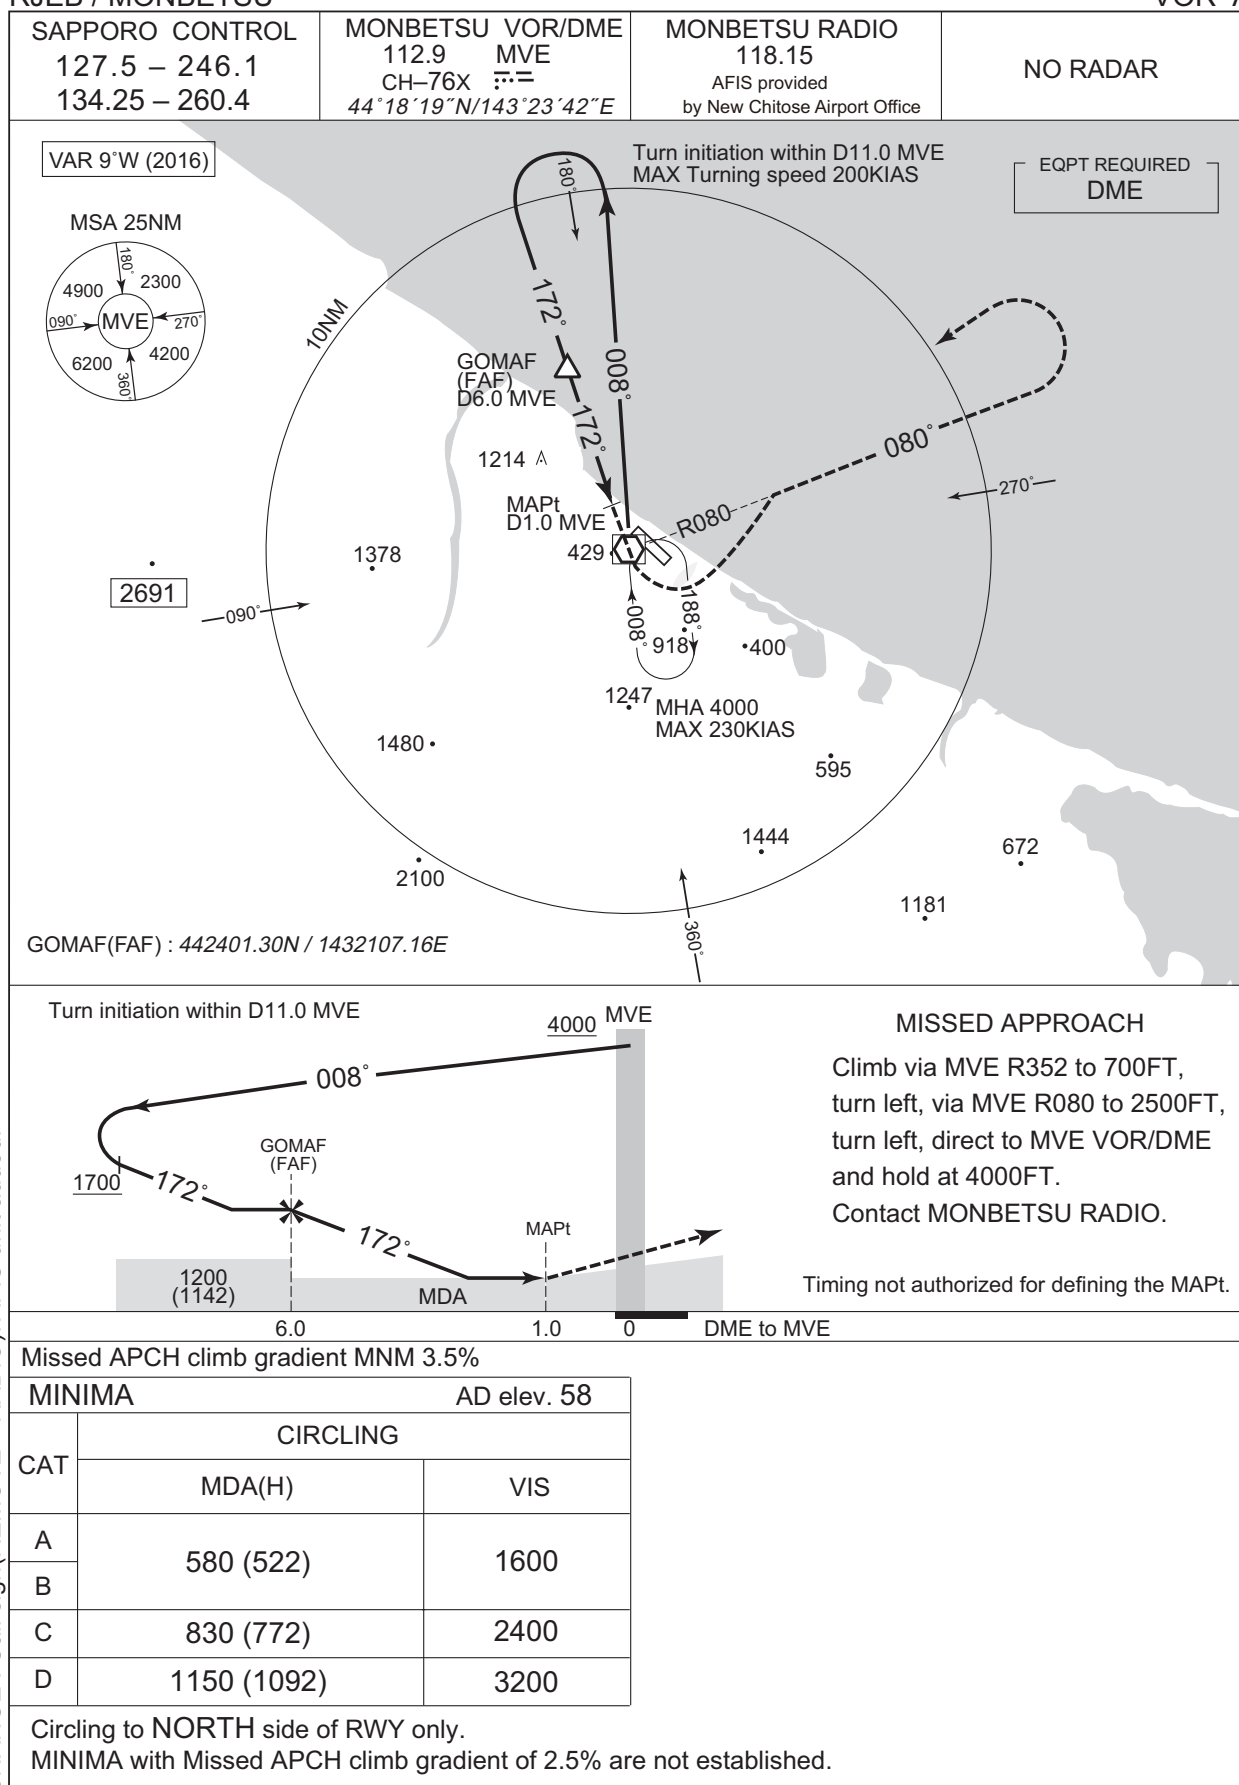 RJEB / MONBETSU
VOR
SAPPORO CONTROL
127.5 – 246.1
134.25 – 260.4
MONBETSU VOR/DME
112.9 MVE
CH–76X
44°18´19˝N/143°23´42˝E
MONBETSU RADIO
118.15
AFIS provided
by New Chitose Airport Office
NO RADAR
VAR 9°W (2016)
Turn initiation within D11.0 MVE
MAX Turning speed 200KIAS
EQPT REQUIRED
DME
MSA 25NM
180°
4900
2300
090°
MVE
270°
6200
4200
360°
180°
10NM
172°
008°
GOMAF
(FAF)
D6.0 MVE
172°
080°
1214
270°
MAPt
D1.0 MVE
R080
429
1378
2691
090°
008°
188°
918
400
1247
MHA 4000
MAX 230KIAS
1480
595
1444
672
2100
1181
360°
GOMAF(FAF) : 442401.30N / 1432107.16E
Turn initiation within D11.0 MVE
4000
MVE
008°
GOMAF
(FAF)
1700
172°
172°
MAPt
1200
(1142)
MDA
6.0
1.0
0
DME to MVE
MISSED APPROACH
Climb via MVE R352 to 700FT,
turn left, via MVE R080 to 2500FT,
turn left, direct to MVE VOR/DME
and hold at 4000FT.
Contact MONBETSU RADIO.
Timing not authorized for defining the MAPt.
Missed APCH climb gradient MNM 3.5%
MINIMA AD elev. 58
CAT
CIRCLING
MDA(H) VIS
A
B
580 (522) 1600
C 830 (772) 2400
D 1150 (1092) 3200
Circling to NORTH side of RWY only.
MINIMA with Missed APCH climb gradient of 2.5% are not established.